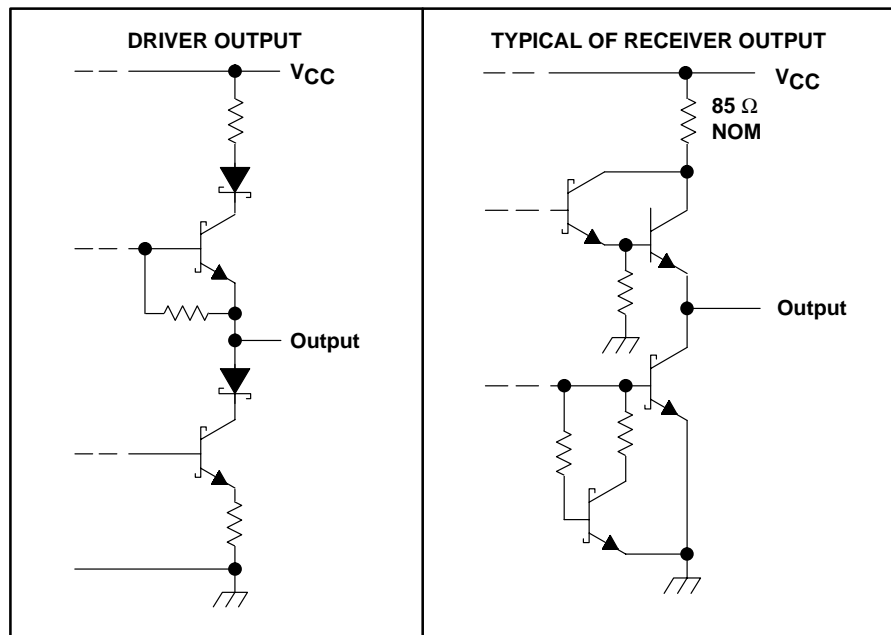 DRIVER OUTPUT
VCC
Output
TYPICAL OF RECEIVER OUTPUT
VCC
85 Ω
NOM
Output